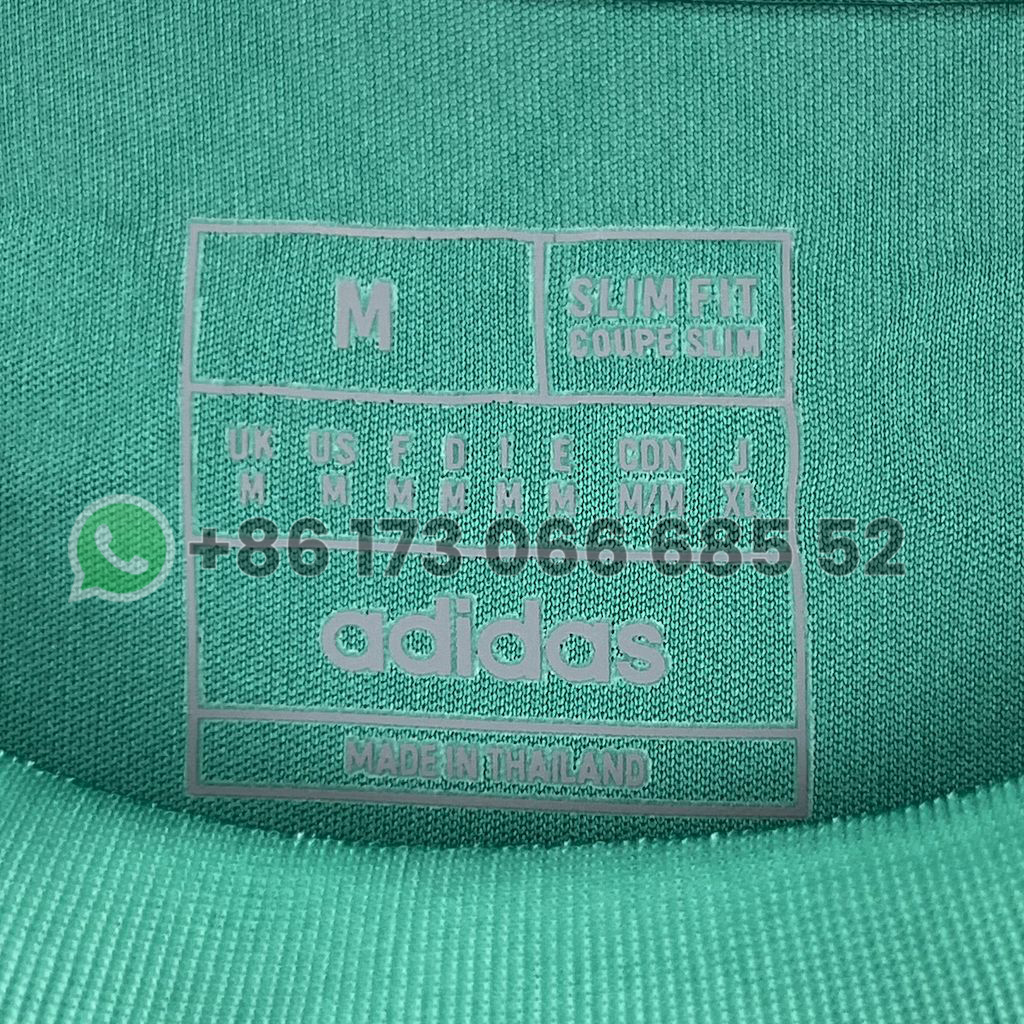 M
SLIM FIT
COUPE SLIM
UK US F D I E CDN J
M M M M M M M/M XL
+86 173 066 685 52
adidas
MADE IN THAILAND